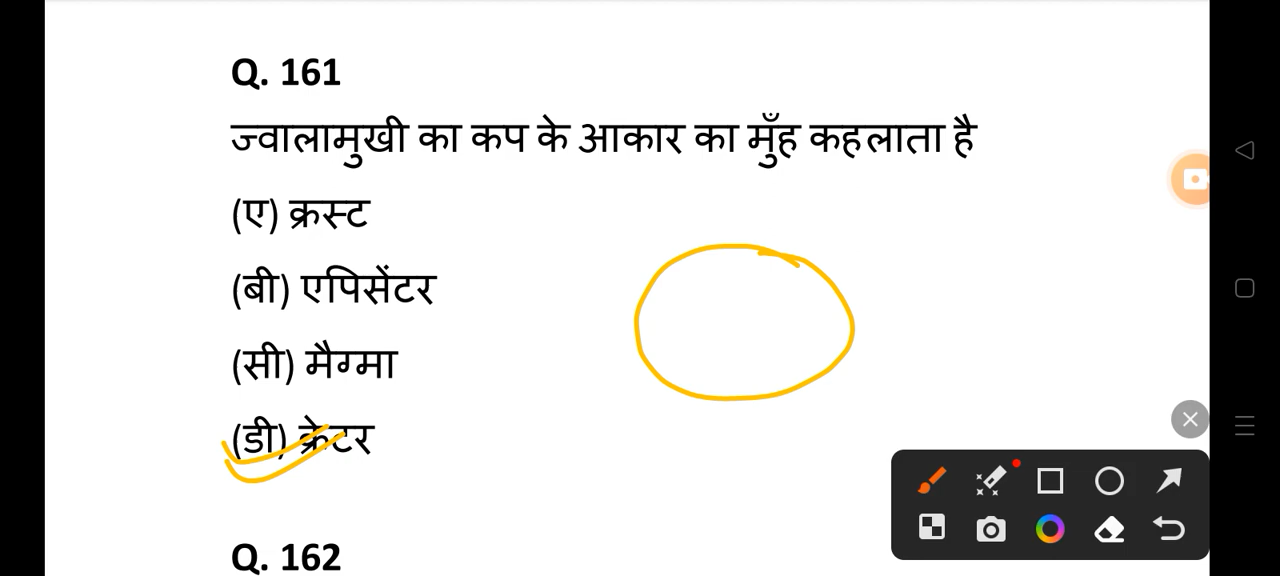 Q. 161
ज्वालामुखी का कप के आकार का मुँह कहलाता है
(ए) क्रस्ट
(बी) एपिसेंटर
(सी) मैग्मा
(डी) क्रेटर
Q. 162